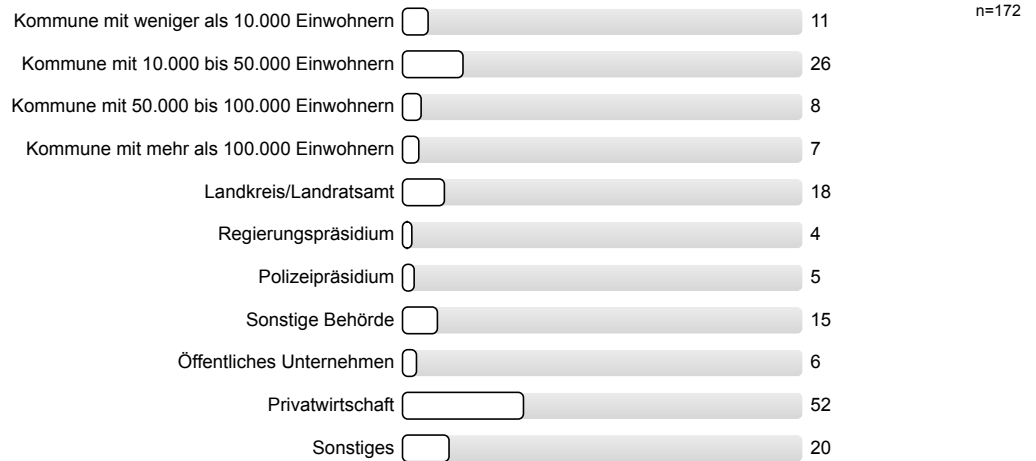 Kommune mit weniger als 10.000 Einwohnern 11 n=172
Kommune mit 10.000 bis 50.000 Einwohnern 26
Kommune mit 50.000 bis 100.000 Einwohnern 8
Kommune mit mehr als 100.000 Einwohnern 7
Landkreis/Landratsamt 18
Regierungspräsidium 4
Polizeipräsidium 5
Sonstige Behörde 15
Öffentliches Unternehmen 6
Privatwirtschaft 52
Sonstiges 20